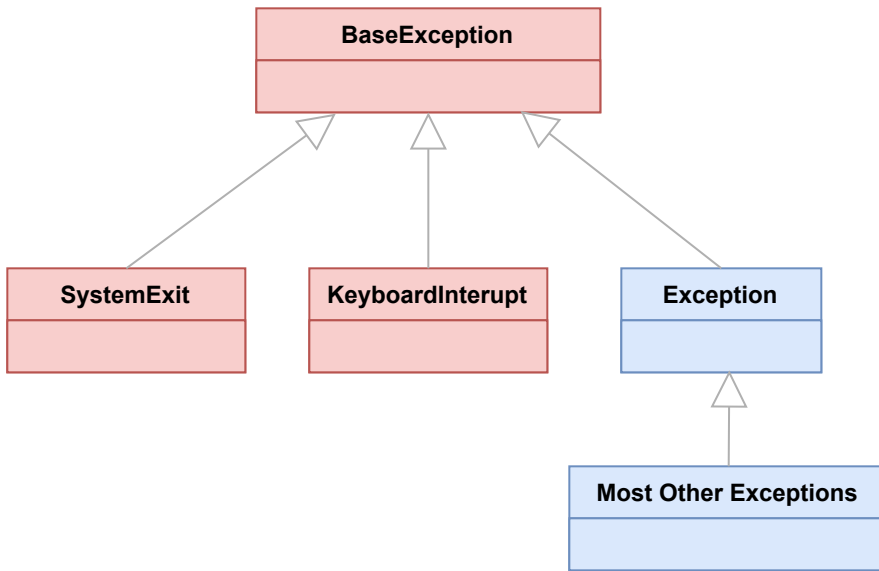 BaseException
SystemExit
KeyboardInterupt
Exception
Most Other Exceptions